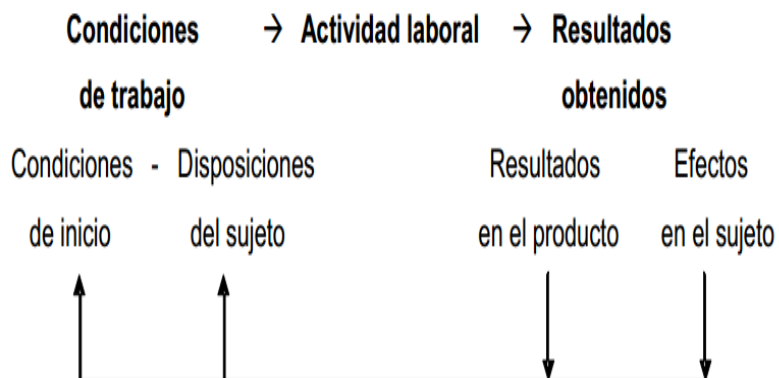 Condiciones → Actividad laboral → Resultados
de trabajo obtenidos
Condiciones - Disposiciones Resultados Efectos
de inicio del sujeto en el producto en el sujeto